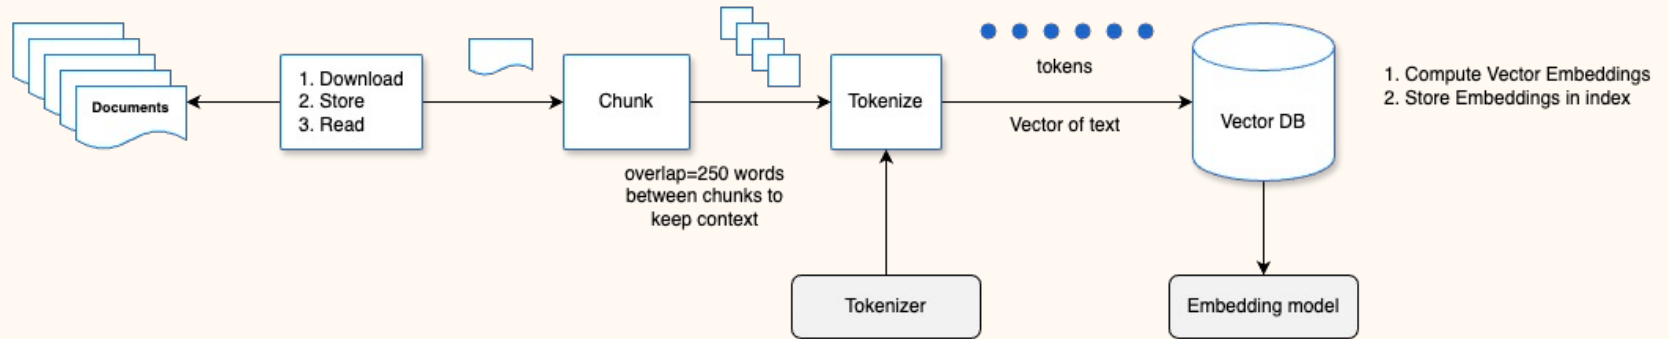 Documents
1. Download
2. Store
3. Read
Chunk
overlap=250 words
between chunks to
keep context
Tokenize
Tokenizer
tokens
Vector of text
Vector DB
Embedding model
1. Compute Vector Embeddings
2. Store Embeddings in index